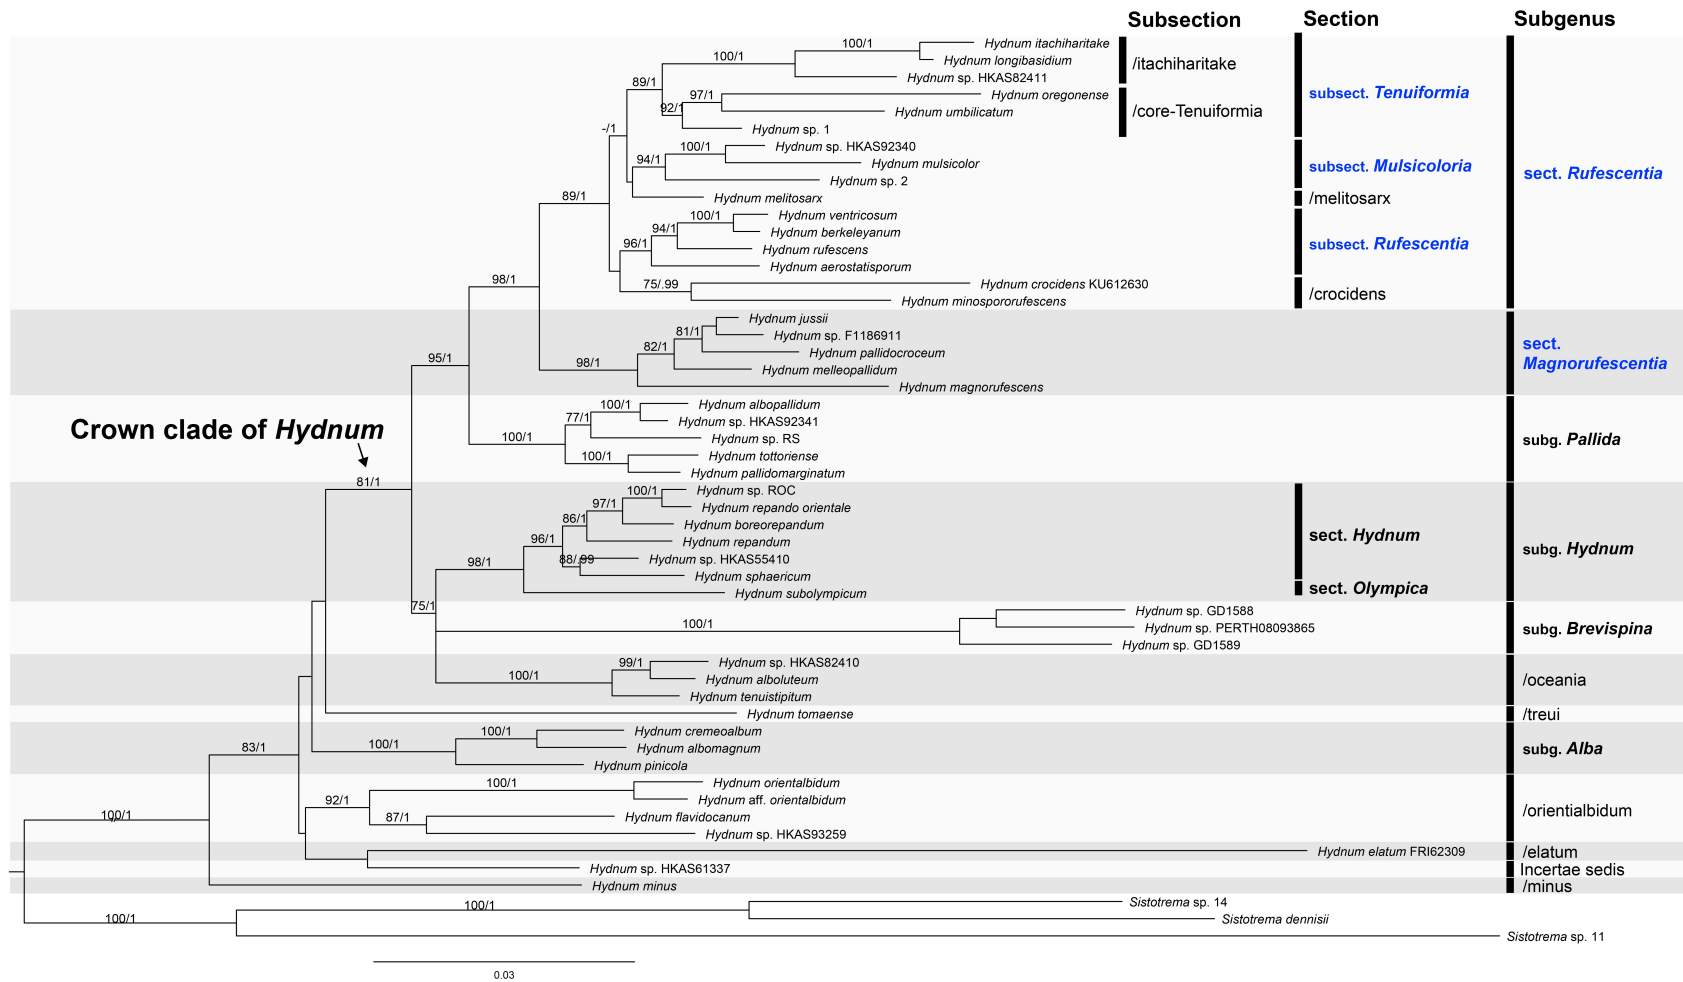 Subsection Section Subgenus
100/1 Hydnum itachiharitake
Hydnum longibasidium
100/1 /itachiharitake
Hydnum sp. HKAS82411
89/1 97/1 Hydnum oregonense subsect. Tenuiformia
92/1 Hydnum umbilicatum /core-Tenuiformia
-/1 Hydnum sp. 1
100/1 Hydnum sp. HKAS92340
94/1 Hydnum mulsicolor subsect. Mulsicoloria sect. Rufescentia
Hydnum sp. 2
89/1 Hydnum melitosarx /melitosarx
100/1 Hydnum ventricosum
94/1 Hydnum berkeleyanum
96/1 Hydnum rufescens subsect. Rufescentia
Hydnum aerostatisporum
98/1 75/.99 Hydnum crocidens KU612630
/crocidens
Hydnum minospororufescens
Hydnum jussii
81/1 Hydnum sp. F1186911
82/1 Hydnum pallidocroceum sect.
95/1 98/1 Hydnum melleopallidum Magnorufescentia
Hydnum magnorufescens
100/1 Hydnum albopallidum
77/1 Hydnum sp. HKAS92341
Crown clade of Hydnum
100/1 Hydnum sp. RS subg. Pallida
100/1 Hydnum tottoriense
Hydnum pallidomarginatum
81/1 100/1 Hydnum sp. ROC
97/1 Hydnum repando orientale
86/1 Hydnum boreorepandum
96/1 Hydnum repandum sect. Hydnum subg. Hydnum
98/1 88/.99 Hydnum sp. HKAS55410
Hydnum sphaericum
Hydnum subolympicum sect. Olympica
75/1 Hydnum sp. GD1588
100/1 Hydnum sp. PERTH08093865 subg. Brevispina
Hydnum sp. GD1589
99/1 Hydnum sp. HKAS82410
100/1 Hydnum alboluteum /oceania
Hydnum tenuistipitum
Hydnum tomaense /treui
100/1 Hydnum cremeoalbum
83/1 100/1 Hydnum albomagnum subg. Alba
Hydnum pinicola
100/1 Hydnum orientalbidum
92/1 Hydnum aff. orientalbidum /orientialbidum
100/1 87/1 Hydnum flavidocanum
Hydnum sp. HKAS93259
Hydnum elatum FRI62309 /elatum
Hydnum sp. HKAS61337 Incertae sedis
Hydnum minus /minus
100/1 Sistotrema sp. 14
100/1 Sistotrema dennisii
Sistotrema sp. 11
0.03